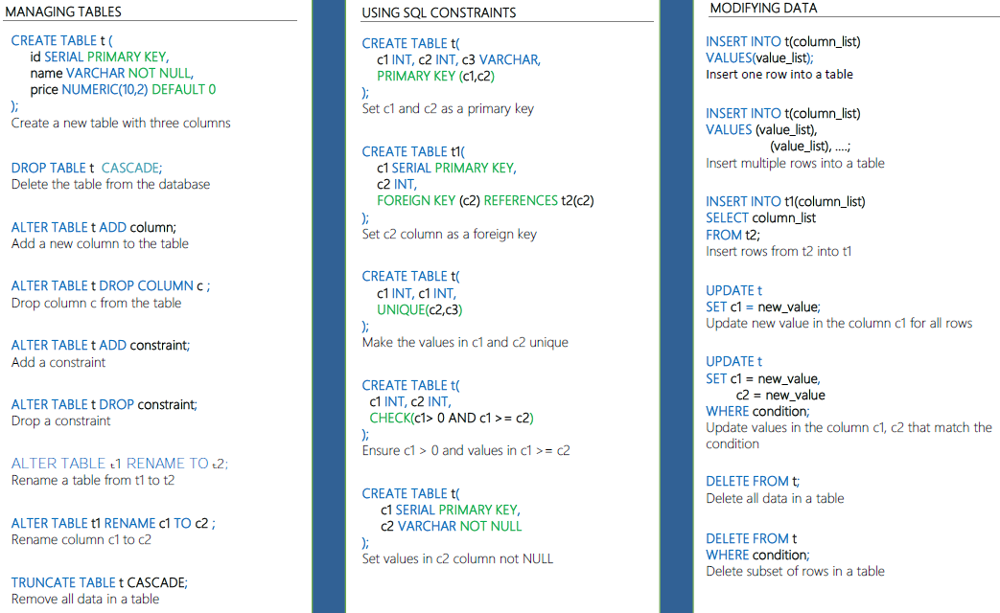 MANAGING TABLES
CREATE TABLE t (
id SERIAL PRIMARY KEY,
name VARCHAR NOT NULL,
price NUMERIC(10,2) DEFAULT 0
);
Create a new table with three columns
DROP TABLE t CASCADE;
Delete the table from the database
ALTER TABLE t ADD column;
Add a new column to the table
ALTER TABLE t DROP COLUMN c ;
Drop column c from the table
ALTER TABLE t ADD constraint;
Add a constraint
ALTER TABLE t DROP constraint;
Drop a constraint
ALTER TABLE t1 RENAME TO t2;
Rename a table from t1 to t2
ALTER TABLE t1 RENAME c1 TO c2 ;
Rename column c1 to c2
TRUNCATE TABLE t CASCADE;
Remove all data in a table
USING SQL CONSTRAINTS
CREATE TABLE t(
c1 INT, c2 INT, c3 VARCHAR,
PRIMARY KEY (c1,c2)
);
Set c1 and c2 as a primary key
CREATE TABLE t1(
c1 SERIAL PRIMARY KEY,
c2 INT,
FOREIGN KEY (c2) REFERENCES t2(c2)
);
Set c2 column as a foreign key
CREATE TABLE t(
c1 INT, c1 INT,
UNIQUE(c2,c3)
);
Make the values in c1 and c2 unique
CREATE TABLE t(
c1 INT, c2 INT,
CHECK(c1> 0 AND c1 >= c2)
);
Ensure c1 > 0 and values in c1 >= c2
CREATE TABLE t(
c1 SERIAL PRIMARY KEY,
c2 VARCHAR NOT NULL
);
Set values in c2 column not NULL
MODIFYING DATA
INSERT INTO t(column_list)
VALUES(value_list);
Insert one row into a table
INSERT INTO t(column_list)
VALUES (value_list),
(value_list), ....;
Insert multiple rows into a table
INSERT INTO t1(column_list)
SELECT column_list
FROM t2;
Insert rows from t2 into t1
UPDATE t
SET c1 = new_value;
Update new value in the column c1 for all rows
UPDATE t
SET c1 = new_value,
c2 = new_value
WHERE condition;
Update values in the column c1, c2 that match the
condition
DELETE FROM t;
Delete all data in a table
DELETE FROM t
WHERE condition;
Delete subset of rows in a table